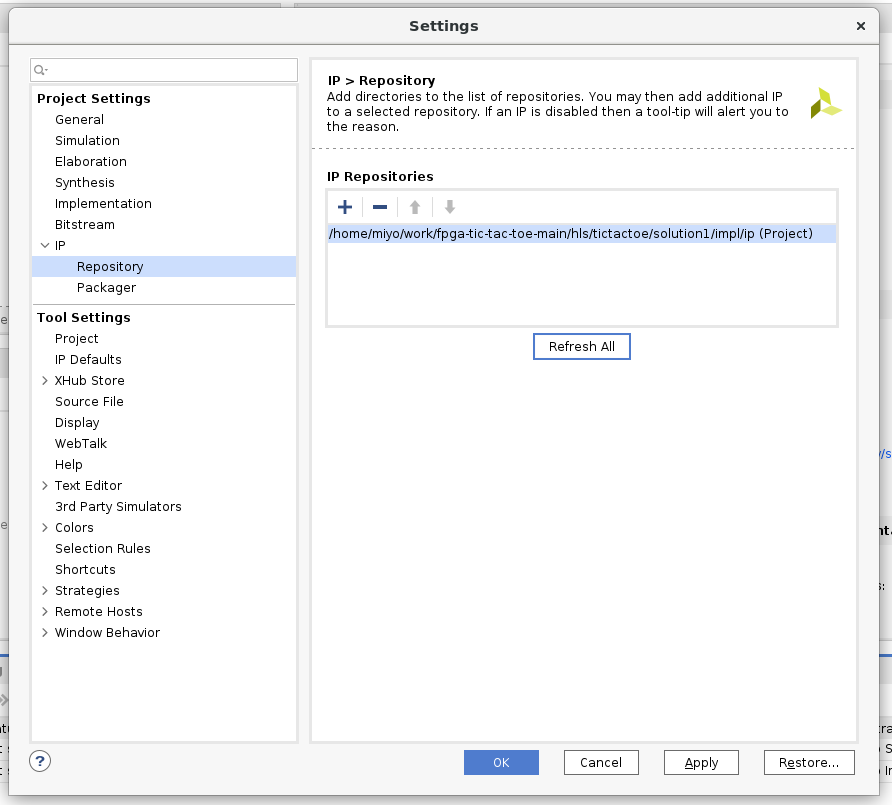 Settings
Project Settings
General
Simulation
Elaboration
Synthesis
Implementation
Bitstream
IP
Repository
Packager
Tool Settings
Project
IP Defaults
XHub Store
Source File
Display
WebTalk
Help
Text Editor
3rd Party Simulators
Colors
Selection Rules
Shortcuts
Strategies
Remote Hosts
Window Behavior
IP > Repository
Add directories to the list of repositories. You may then add additional IP
to a selected repository. If an IP is disabled then a tool-tip will alert you to
the reason.
IP Repositories
/home/miyo/work/fpga-tic-tac-toe-main/hls/tictactoe/solution1/impl/ip (Project)
Refresh All
?
OK
Cancel
Apply
Restore...